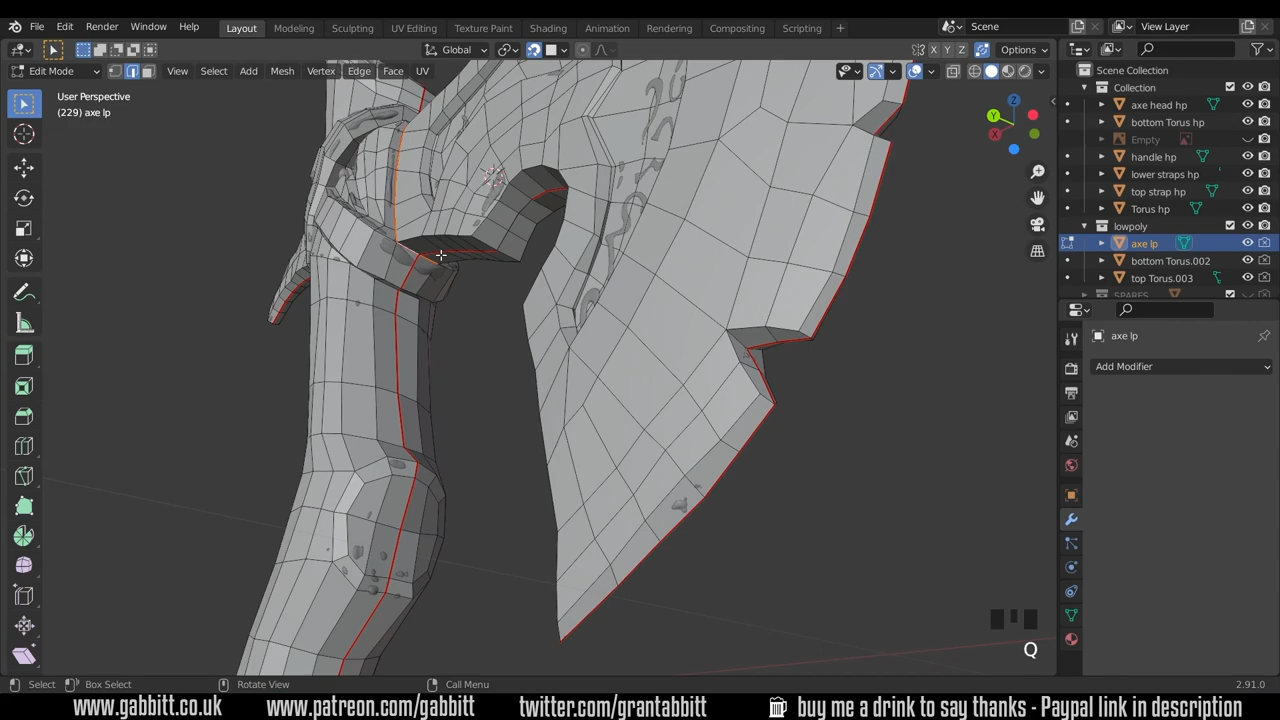 File Edit Render Window Help Layout Modeling Sculpting UV Editing Texture Paint Shading Animation Rendering Compositing Scripting + Scene View Layer
Global X Y Z Options
Edit Mode View Select Add Mesh Vertex Edge Face UV
User Perspective
(229) axe lp
Z
Y
X
Scene Collection
Collection
axe head hp
bottom Torus hp
Empty
handle hp
lower straps hp
top strap hp
Torus hp
lowpoly
axe lp
bottom Torus.002
top Torus.003
SPARES
axe lp
Add Modifier
Q
Select Box Select Rotate View Call Menu 2.91.0
www.gabbitt.co.uk www.patreon.com/gabbitt twitter.com/grantabbitt buy me a drink to say thanks - Paypal link in description